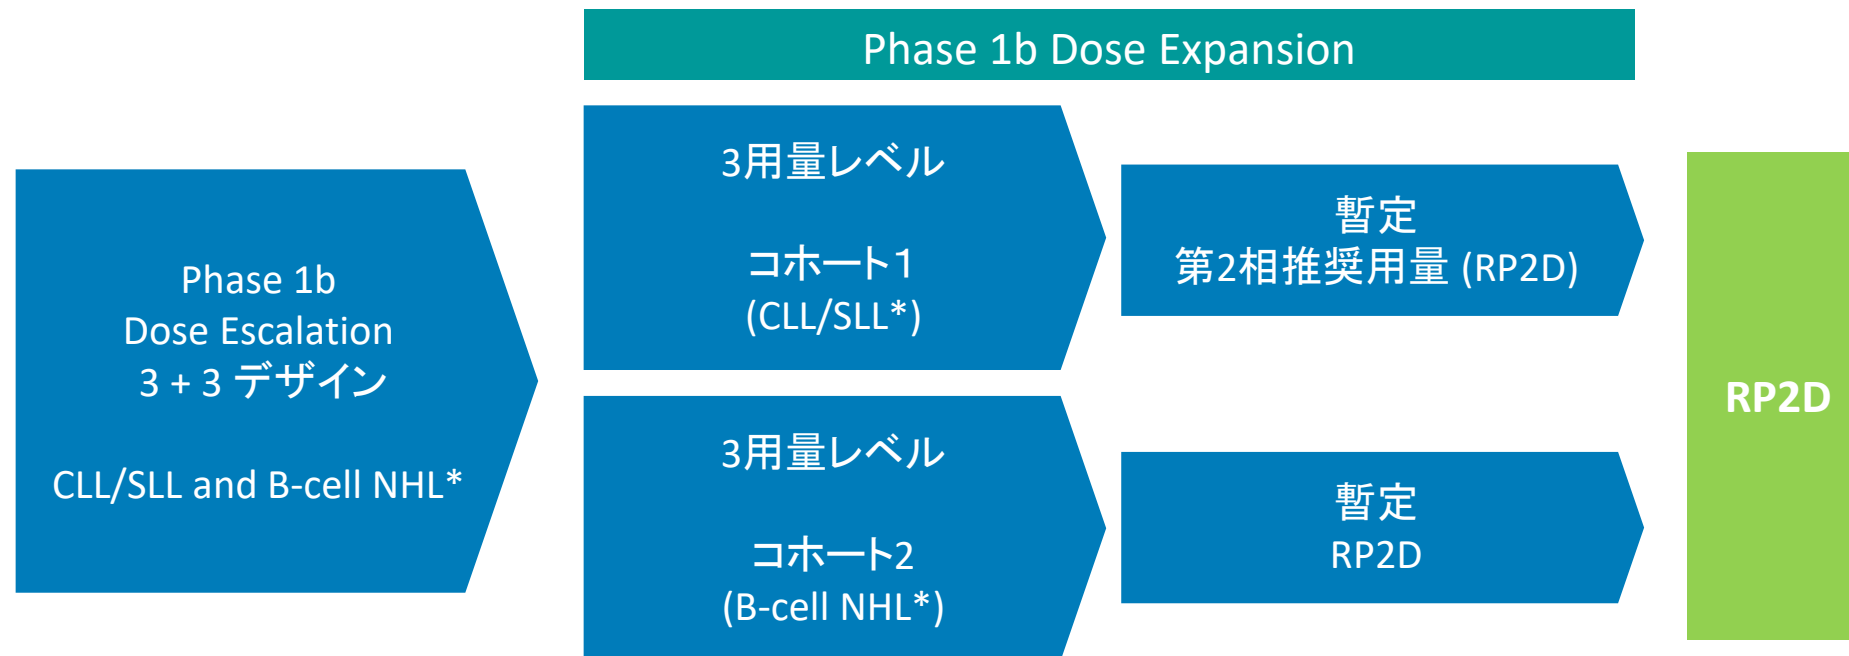 Phase 1b Dose Expansion
Phase 1b
Dose Escalation
3 + 3 デザイン
CLL/SLL and B-cell NHL*
3用量レベル
コホート１
(CLL/SLL*)
暫定
第2相推奨用量 (RP2D)
3用量レベル
コホート2
(B-cell NHL*)
暫定
RP2D
RP2D